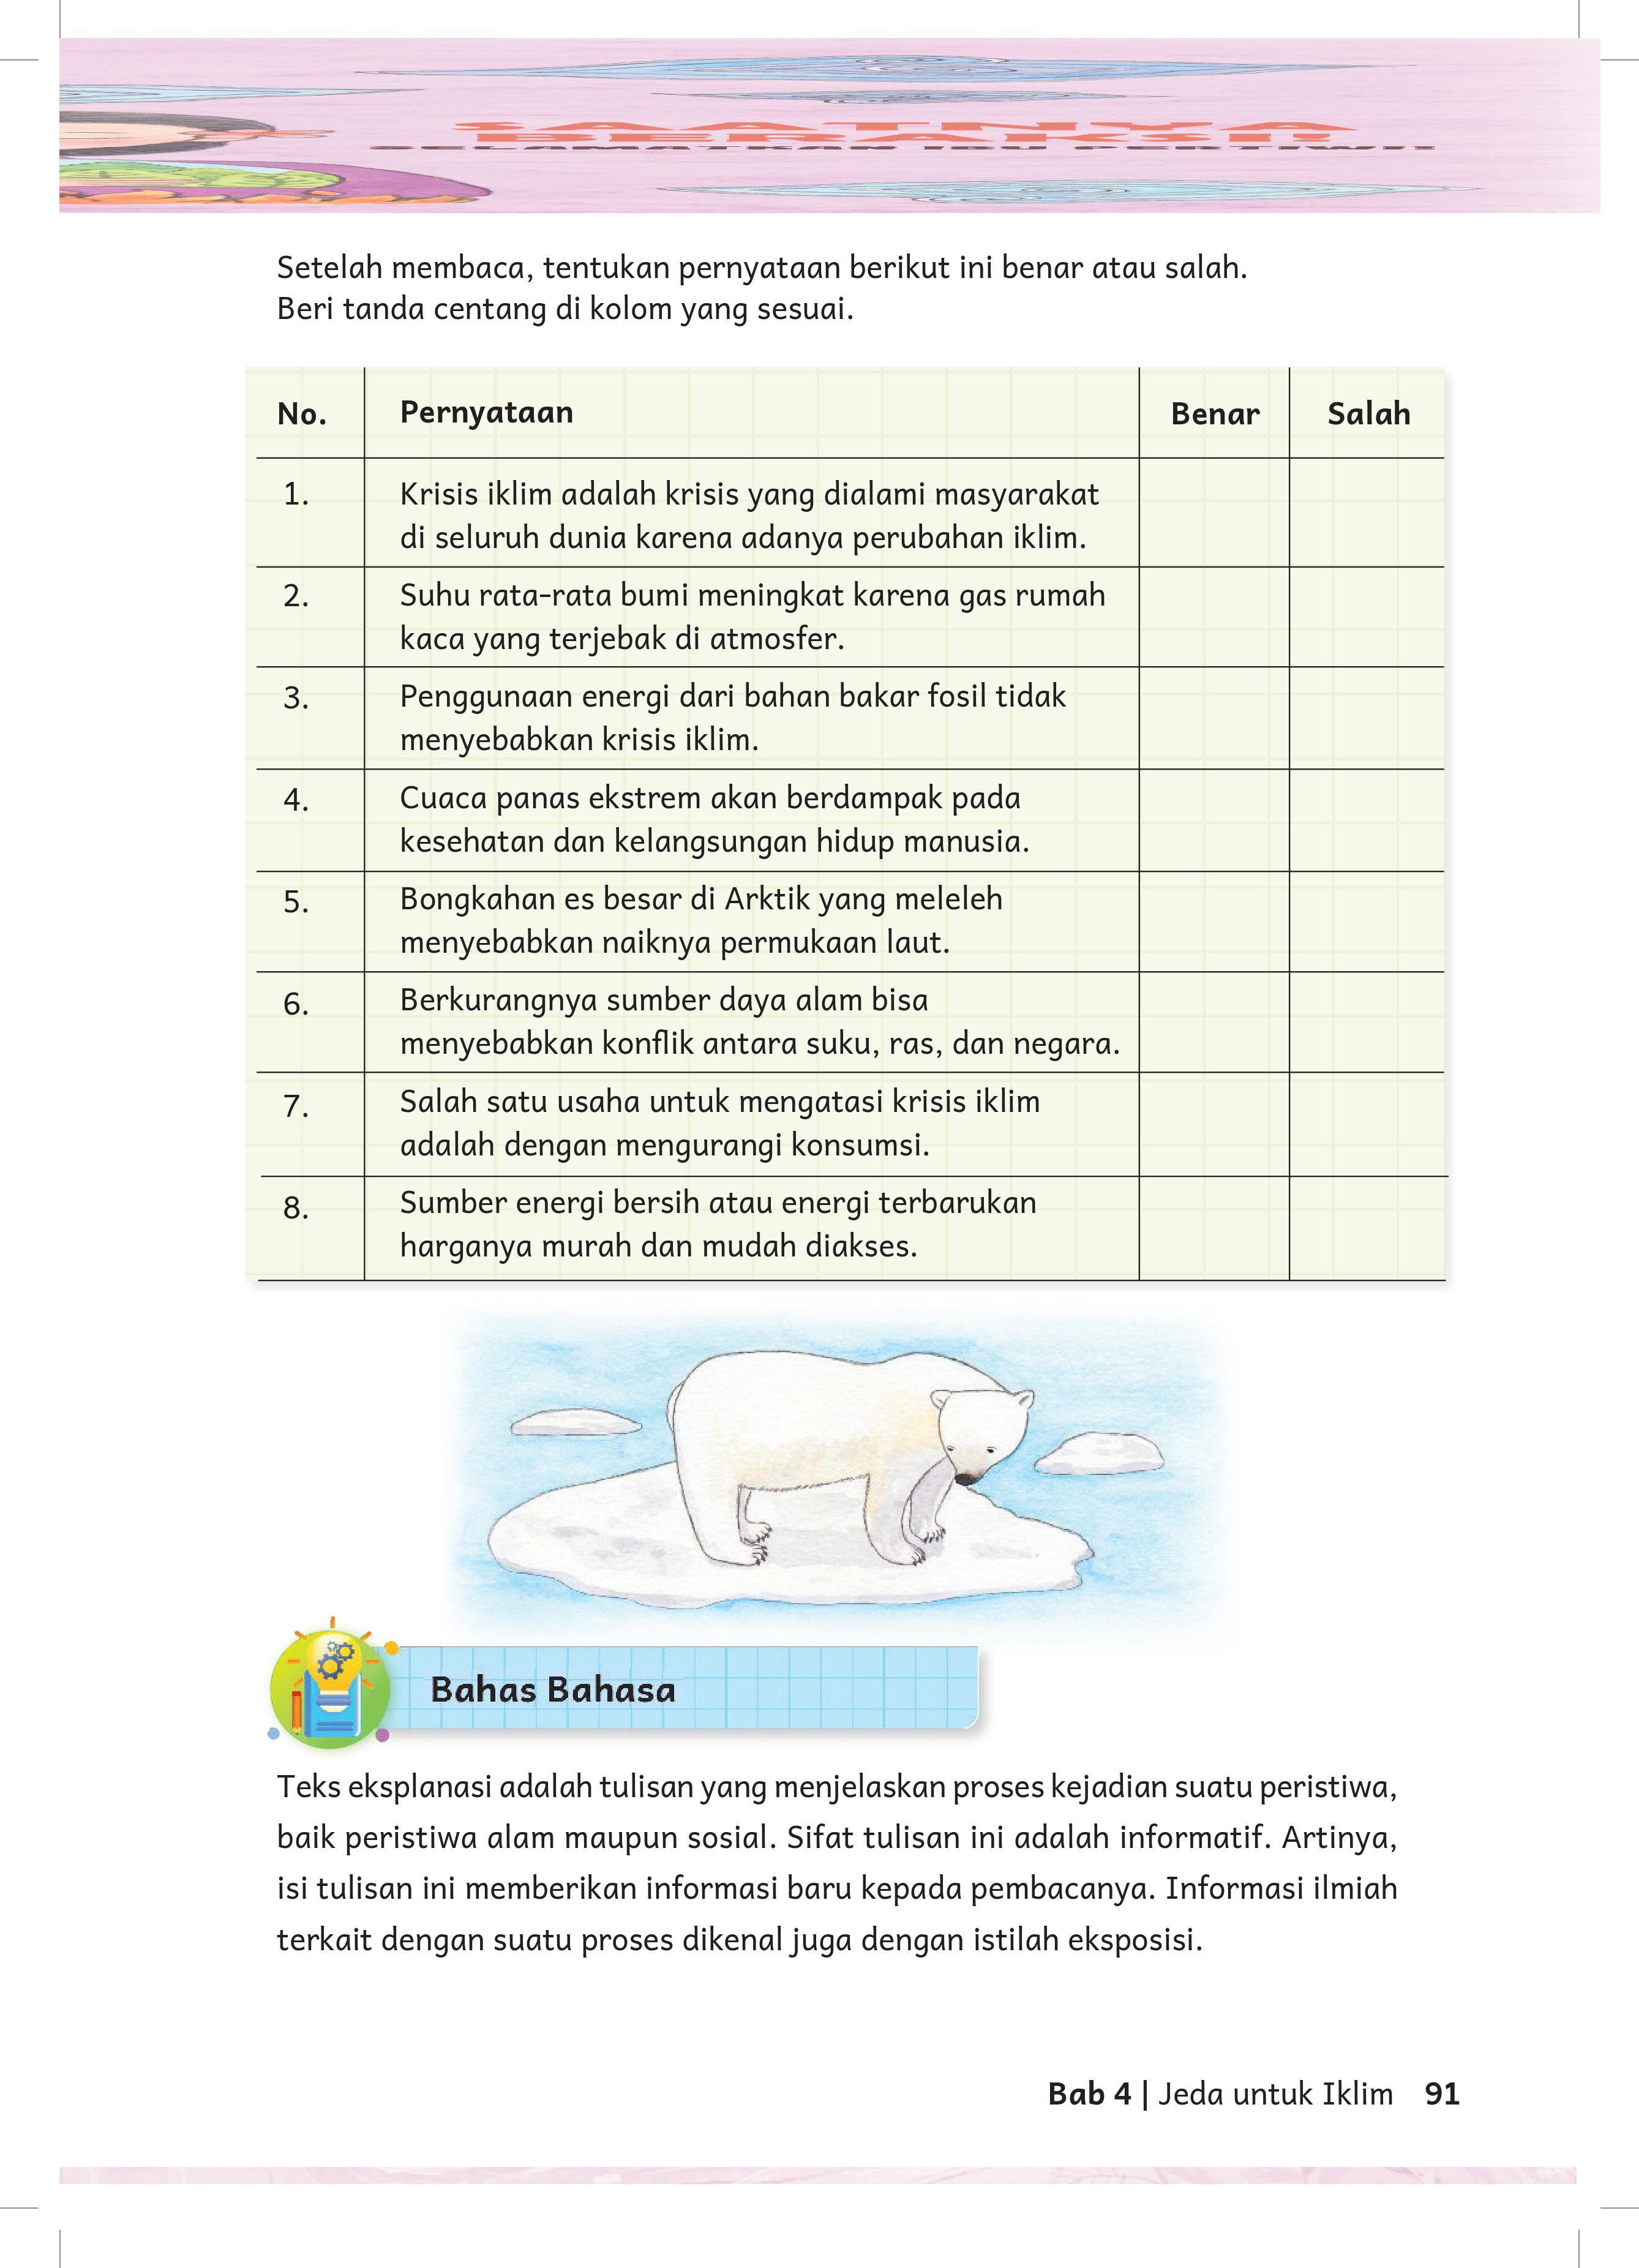 SAATNYA
BERAKSI!
SELAMATKAN IBU PERTIWI!
Setelah membaca, tentukan pernyataan berikut ini benar atau salah.
Beri tanda centang di kolom yang sesuai.
No. Pernyataan Benar Salah
1. Krisis iklim adalah krisis yang dialami masyarakat
di seluruh dunia karena adanya perubahan iklim.
2. Suhu rata-rata bumi meningkat karena gas rumah
kaca yang terjebak di atmosfer.
3. Penggunaan energi dari bahan bakar fosil tidak
menyebabkan krisis iklim.
4. Cuaca panas ekstrem akan berdampak pada
kesehatan dan kelangsungan hidup manusia.
5. Bongkahan es besar di Arktik yang meleleh
menyebabkan naiknya permukaan laut.
6. Berkurangnya sumber daya alam bisa
menyebabkan konflik antara suku, ras, dan negara.
7. Salah satu usaha untuk mengatasi krisis iklim
adalah dengan mengurangi konsumsi.
8. Sumber energi bersih atau energi terbarukan
harganya murah dan mudah diakses.
Bahas Bahasa
Teks eksplanasi adalah tulisan yang menjelaskan proses kejadian suatu peristiwa,
baik peristiwa alam maupun sosial. Sifat tulisan ini adalah informatif. Artinya,
isi tulisan ini memberikan informasi baru kepada pembacanya. Informasi ilmiah
terkait dengan suatu proses dikenal juga dengan istilah eksposisi.
Bab 4 | Jeda untuk Iklim 91